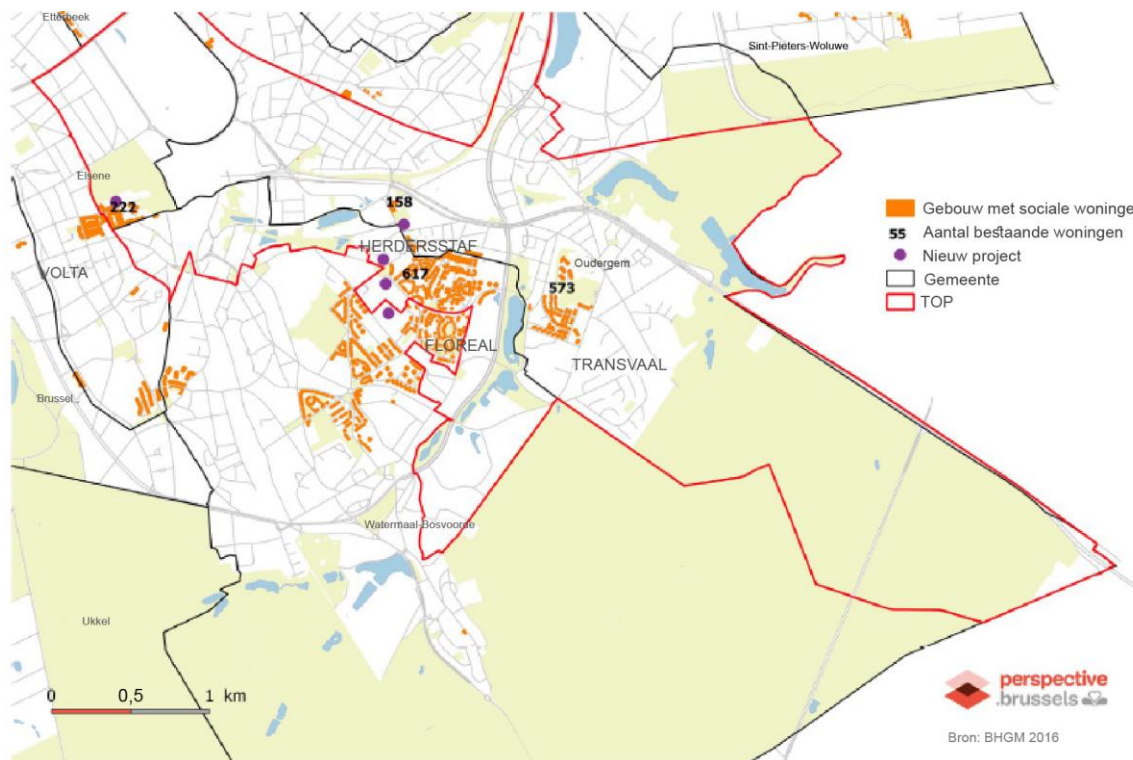 Etterbeek
Sint-Pieters-Woluwe
Elsene
222
158
VOLTA
HERDERSSTAF
617
Oudergem
573
FLOREAL
TRANSVAAL
Brussel
Watermaal-Bosvoorde
Ukkel
Gebouw met sociale woninge
55 Aantal bestaande woningen
Nieuw project
Gemeente
TOP
0 0,5 1 km
perspective
.brussels
Bron: BHGM 2016